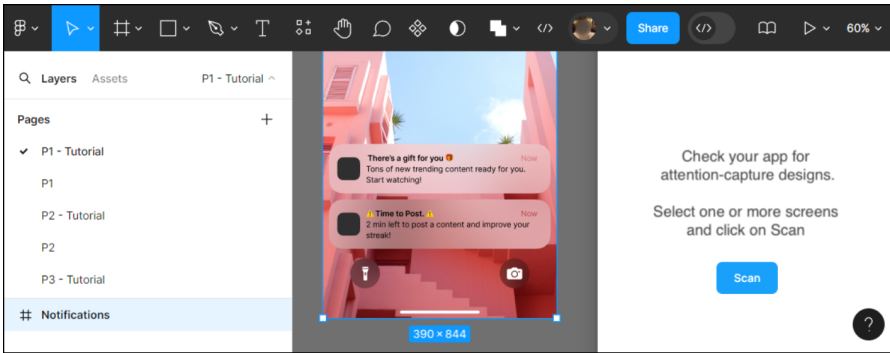 Share
60%
Layers Assets P1 - Tutorial
Pages
P1 - Tutorial
P1
P2 - Tutorial
P2
P3 - Tutorial
Notifications
There's a gift for you 🎁 Now
Tons of new trending content ready for you.
Start watching!
⚠️ Time to Post. ⚠️ Now
2 min left to post a content and improve your
streak!
390 × 844
Check your app for
attention-capture designs.
Select one or more screens
and click on Scan
Scan
?